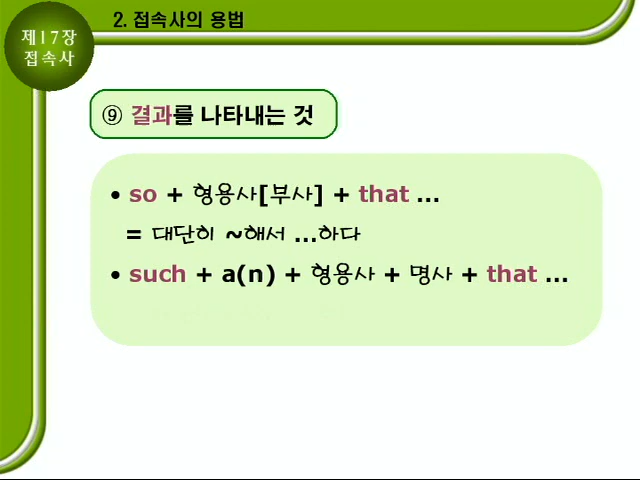 제17장
접속사
2. 접속사의 용법
⑨ 결과를 나타내는 것
• so + 형용사[부사] + that ...
= 대단히 ~해서 ...하다
• such + a(n) + 형용사 + 명사 + that ...